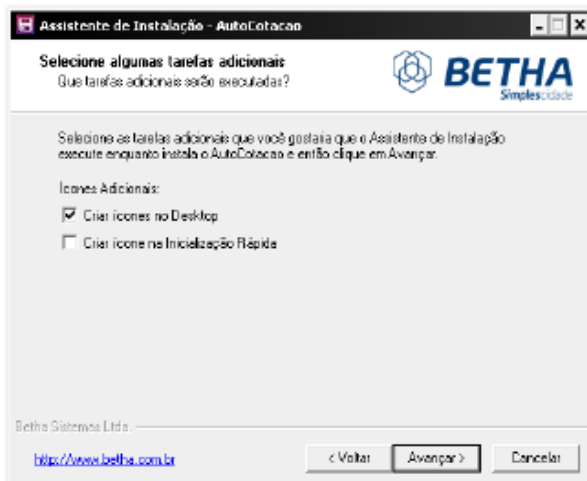 Assistente de Instalação - AutoCotacao
Selecione algumas tarefas adicionais
Que tarefas adicionais serão executadas?
BETHA
Simplescidade
Selecione as tarefas adicionais que você gostaria que o Assistente de Instalação
execute enquanto instala o AutoCotacao e então clique em Avançar.
Ícones Adicionais:
Criar ícones no Desktop
Criar ícone na Inicialização Rápida
Betha Sistemas Ltda.
http://www.betha.com.br
< Voltar
Avançar >
Cancelar